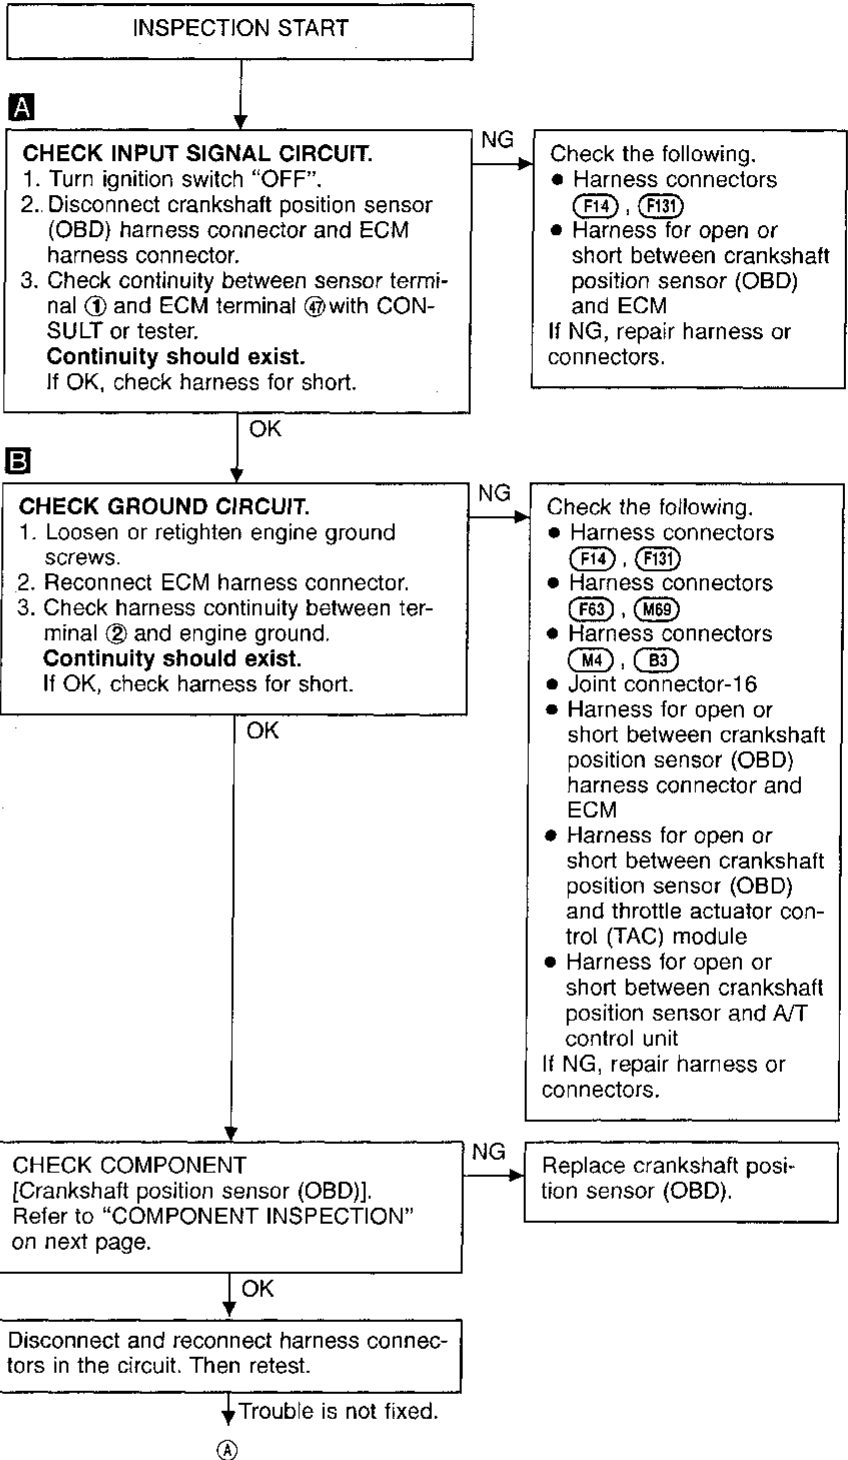 INSPECTION START
A
CHECK INPUT SIGNAL CIRCUIT.
1. Turn ignition switch “OFF”.
2. Disconnect crankshaft position sensor
(OBD) harness connector and ECM
harness connector.
3. Check continuity between sensor termi-
nal ① and ECM terminal ㊼ with CON-
SULT or tester.
Continuity should exist.
If OK, check harness for short.
NG
Check the following.
● Harness connectors
F14 , F131
● Harness for open or
short between crankshaft
position sensor (OBD)
and ECM
If NG, repair harness or
connectors.
OK
B
CHECK GROUND CIRCUIT.
1. Loosen or retighten engine ground
screws.
2. Reconnect ECM harness connector.
3. Check harness continuity between ter-
minal ② and engine ground.
Continuity should exist.
If OK, check harness for short.
NG
Check the following.
● Harness connectors
F14 , F131
● Harness connectors
F63 , M69
● Harness connectors
M4 , B3
● Joint connector-16
● Harness for open or
short between crankshaft
position sensor (OBD)
harness connector and
ECM
● Harness for open or
short between crankshaft
position sensor (OBD)
and throttle actuator con-
trol (TAC) module
● Harness for open or
short between crankshaft
position sensor and A/T
control unit
If NG, repair harness or
connectors.
OK
CHECK COMPONENT
[Crankshaft position sensor (OBD)].
Refer to “COMPONENT INSPECTION”
on next page.
NG
Replace crankshaft posi-
tion sensor (OBD).
OK
Disconnect and reconnect harness connec-
tors in the circuit. Then retest.
Trouble is not fixed.
Ⓐ